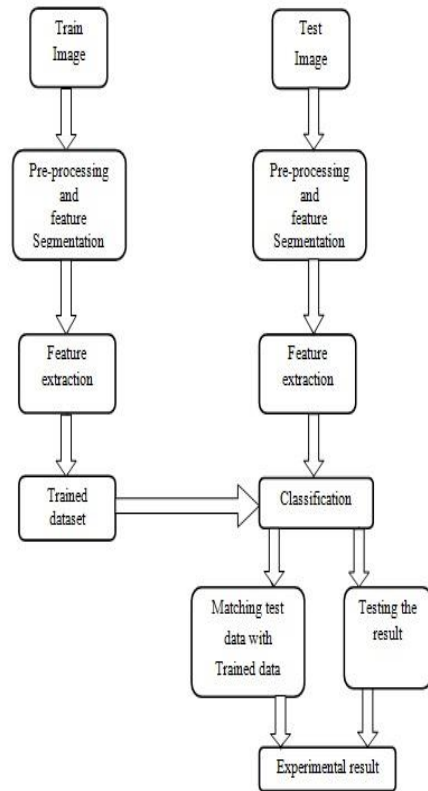 Train
Image
Test
Image
Pre-processing
and
feature
Segmentation
Pre-processing
and
feature
Segmentation
Feature
extraction
Feature
extraction
Trained
dataset
Classification
Matching test
data with
Trained data
Testing the
result
Experimental result